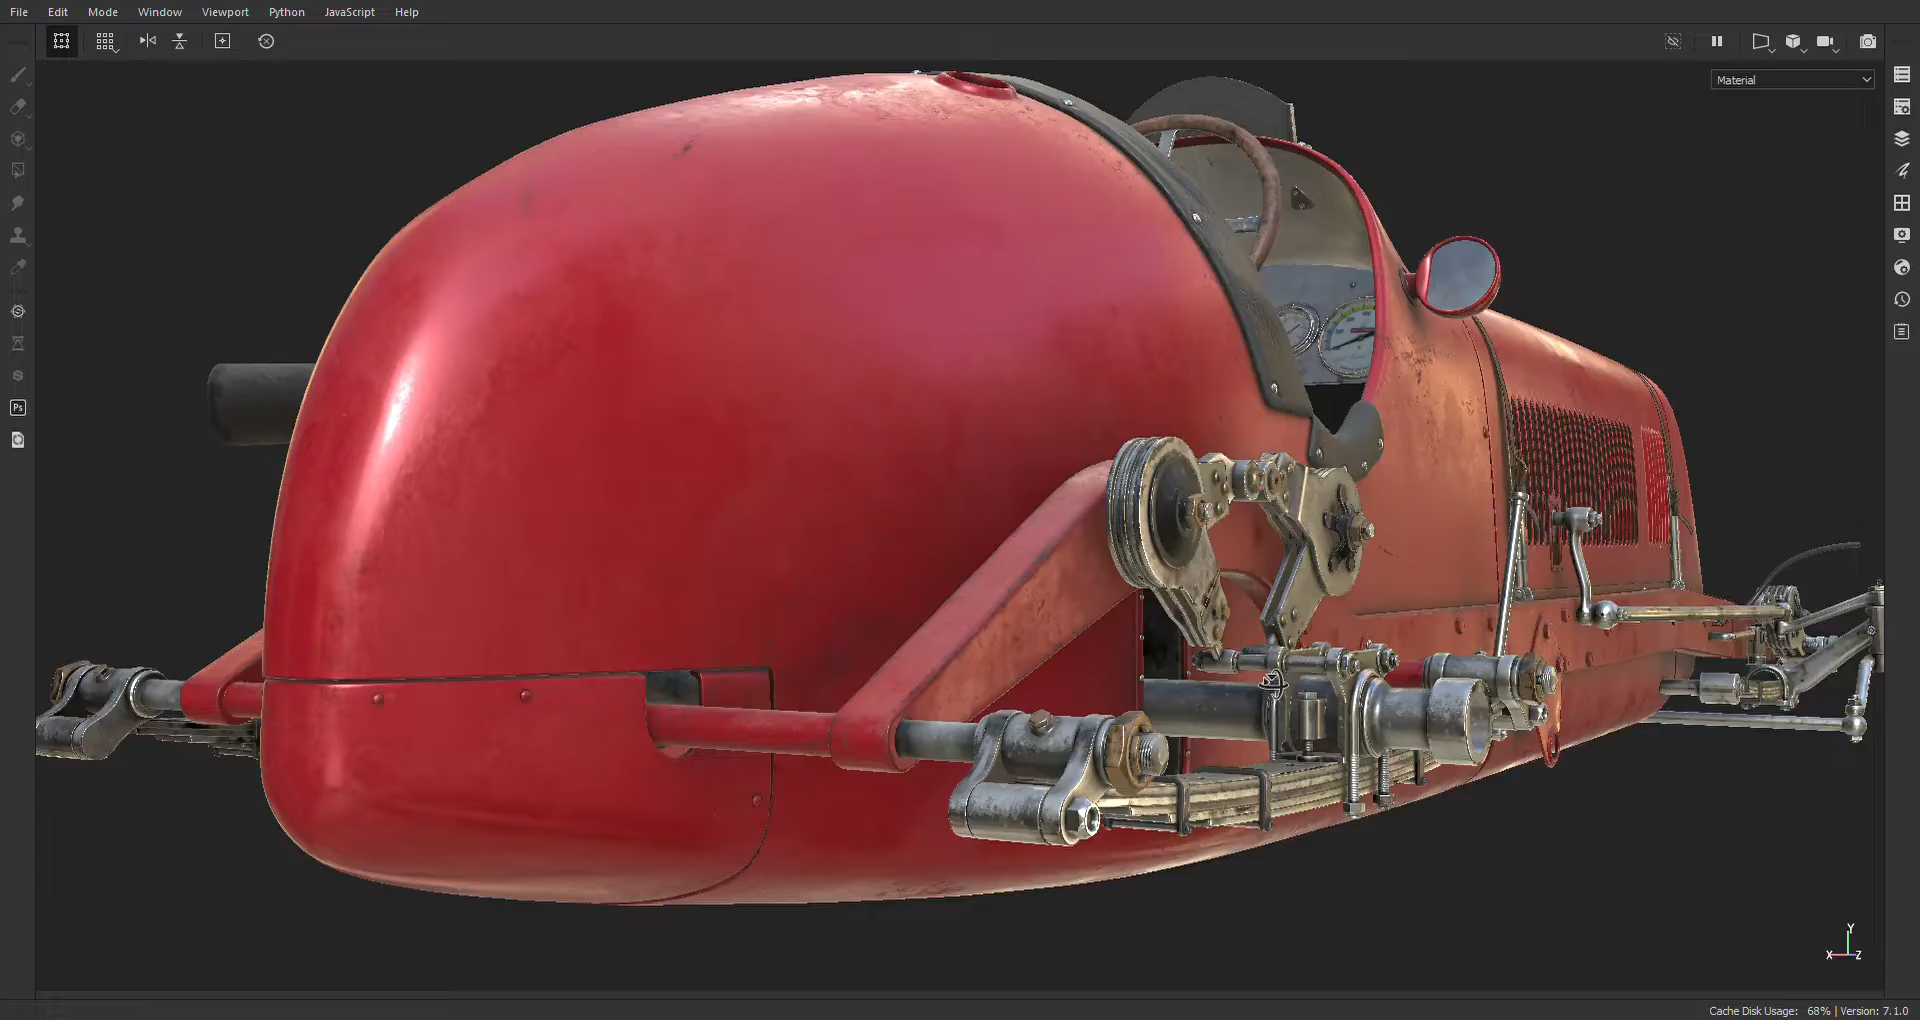 File Edit Mode Window Viewport Python JavaScript Help
Material
Ps
Y
X Z
Cache Disk Usage: 68% | Version: 7.1.0